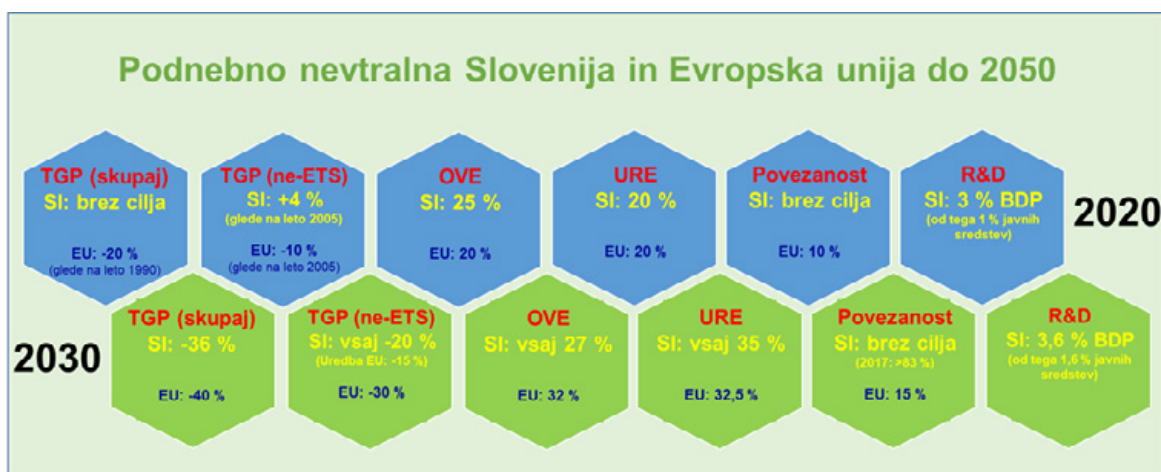 Podnebno nevtralna Slovenija in Evropska unija do 2050
TGP (skupaj)
SI: brez cilja
EU: -20 %
(glede na leto 1990)
TGP (ne-ETS)
SI: +4 %
(glede na leto 2005)
EU: -10 %
(glede na leto 2005)
OVE
SI: 25 %
EU: 20 %
URE
SI: 20 %
EU: 20 %
Povezanost
SI: brez cilja
EU: 10 %
R&D
SI: 3 % BDP
(od tega 1 % javnih
sredstev)
2020
2030
TGP (skupaj)
SI: -36 %
EU: -40 %
TGP (ne-ETS)
SI: vsaj -20 %
(Uredba EU: -15 %)
EU: -30 %
OVE
SI: vsaj 27 %
EU: 32 %
URE
SI: vsaj 35 %
EU: 32,5 %
Povezanost
SI: brez cilja
(2017: >83 %)
EU: 15 %
R&D
SI: 3,6 % BDP
(od tega 1,6 % javnih
sredstev)